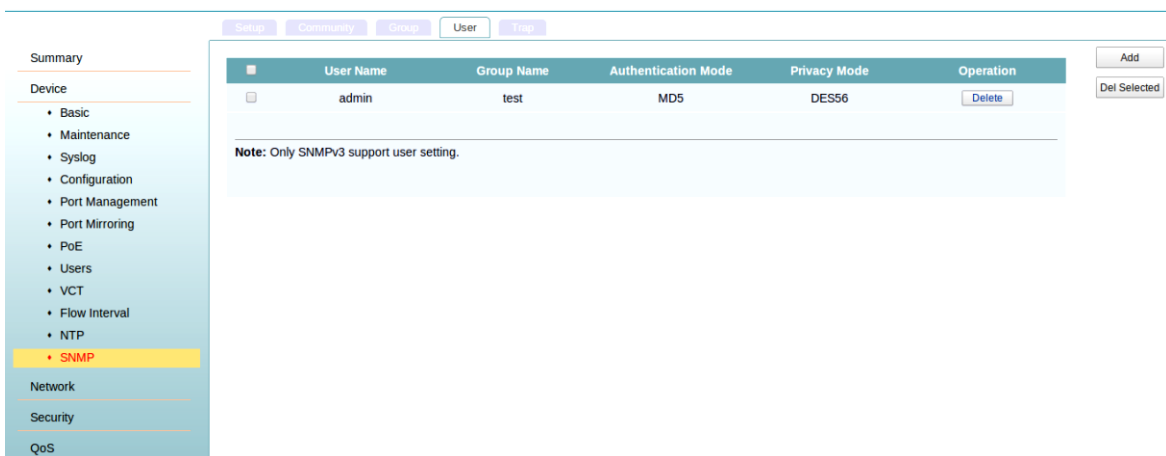 Setup Community Group User Trap
Summary
Device
Basic
Maintenance
Syslog
Configuration
Port Management
Port Mirroring
PoE
Users
VCT
Flow Interval
NTP
SNMP
Network
Security
QoS
User Name Group Name Authentication Mode Privacy Mode Operation
admin test MD5 DES56 Delete
Note: Only SNMPv3 support user setting.
Add
Del Selected